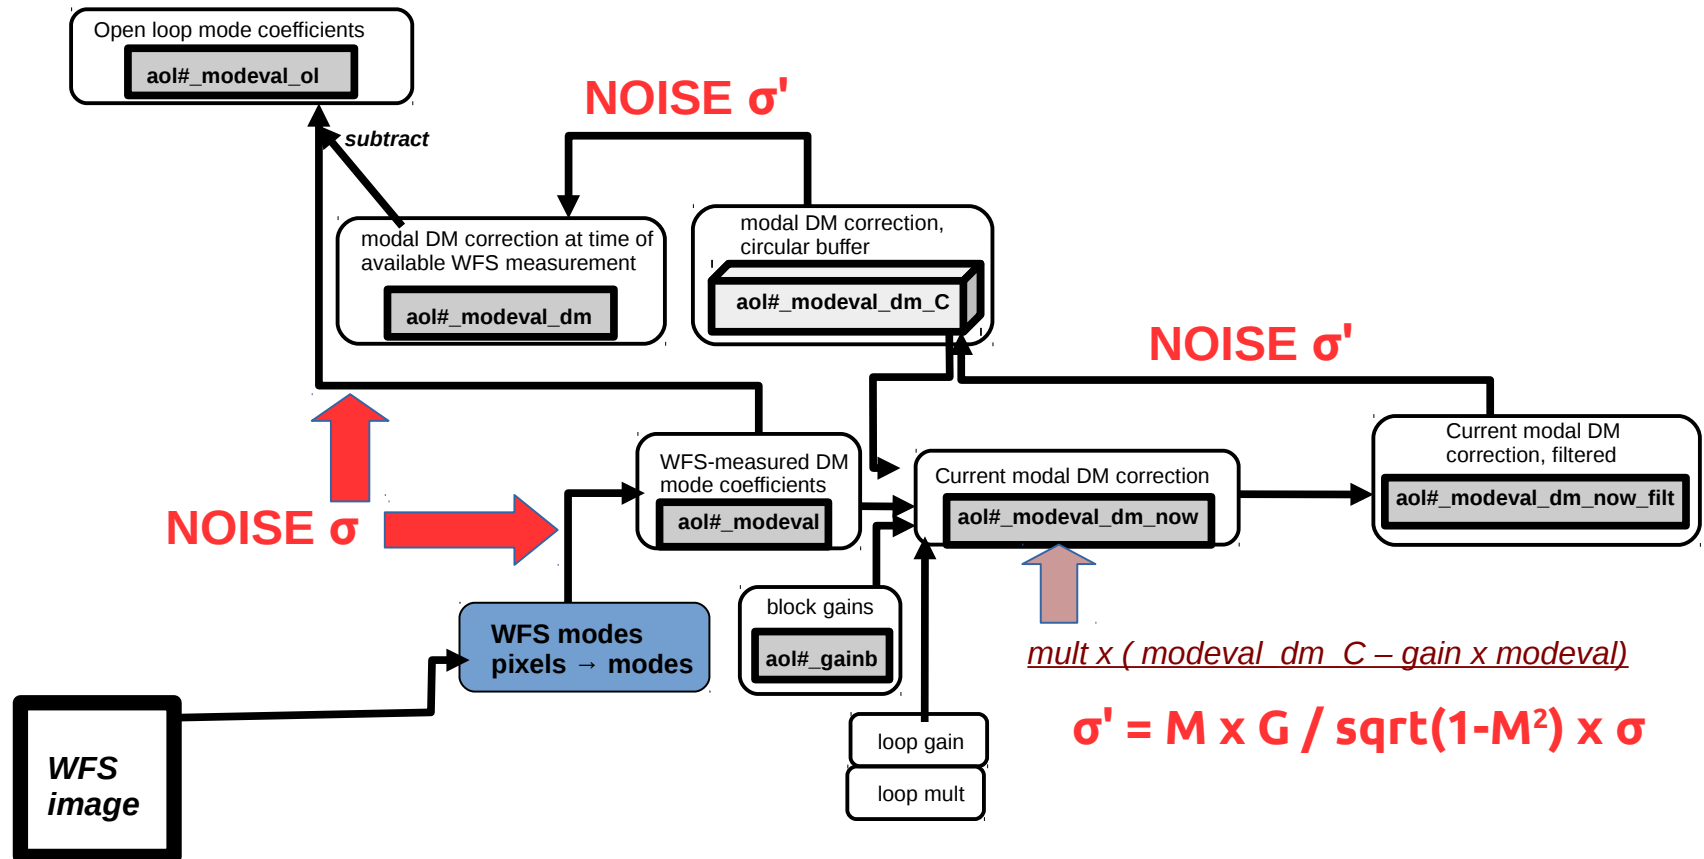 Open loop mode coefficients
aol#_modeval_ol
NOISE σ'
subtract
modal DM correction at time of
available WFS measurement
aol#_modeval_dm
modal DM correction,
circular buffer
aol#_modeval_dm_C
NOISE σ'
NOISE σ
WFS-measured DM
mode coefficients
aol#_modeval
Current modal DM correction
aol#_modeval_dm_now
Current modal DM
correction, filtered
aol#_modeval_dm_now_filt
WFS modes
pixels → modes
block gains
aol#_gainb
mult x ( modeval_dm_C – gain x modeval)
σ' = M x G / sqrt(1-M²) x σ
loop gain
loop mult
WFS
image